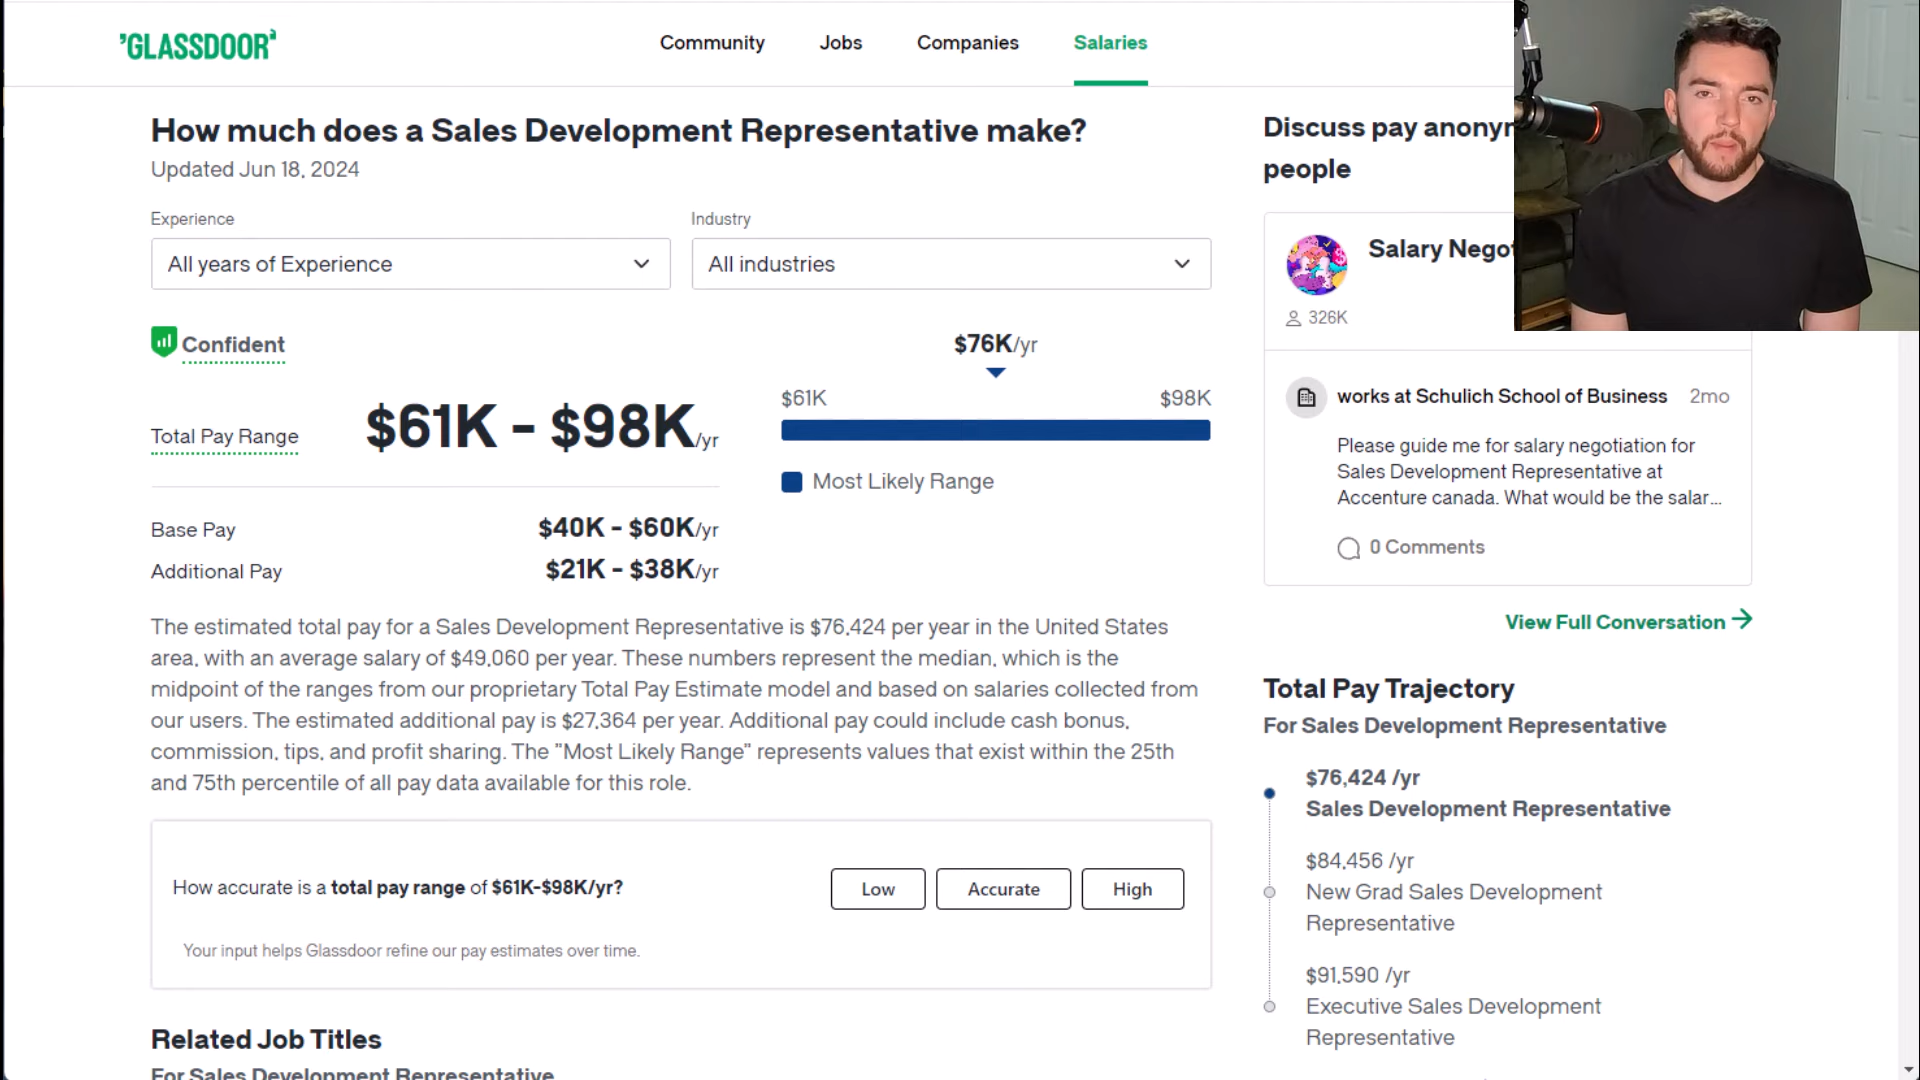 GLASSDOOR
Community Jobs Companies Salaries
How much does a Sales Development Representative make?
Updated Jun 18, 2024
Experience
All years of Experience
Industry
All industries
Confident
Total Pay Range
$61K - $98K/yr
$76K/yr
$61K $98K
Most Likely Range
Base Pay $40K - $60K/yr
Additional Pay $21K - $38K/yr
The estimated total pay for a Sales Development Representative is $76,424 per year in the United States
area, with an average salary of $49,060 per year. These numbers represent the median, which is the
midpoint of the ranges from our proprietary Total Pay Estimate model and based on salaries collected from
our users. The estimated additional pay is $27,364 per year. Additional pay could include cash bonus,
commission, tips, and profit sharing. The "Most Likely Range" represents values that exist within the 25th
and 75th percentile of all pay data available for this role.
How accurate is a total pay range of $61K-$98K/yr?
Low Accurate High
Your input helps Glassdoor refine our pay estimates over time.
Related Job Titles
For Sales Development Representative
Discuss pay
people
Salary
326K
works at Schulich School of Business 2mo
Please guide me for salary negotiation for
Sales Development Representative at
Accenture canada. What would be the salar...
0 Comments
View Full Conversation
Total Pay Trajectory
For Sales Development Representative
$76,424 /yr
Sales Development Representative
$84,456 /yr
New Grad Sales Development
Representative
$91,590 /yr
Executive Sales Development
Representative